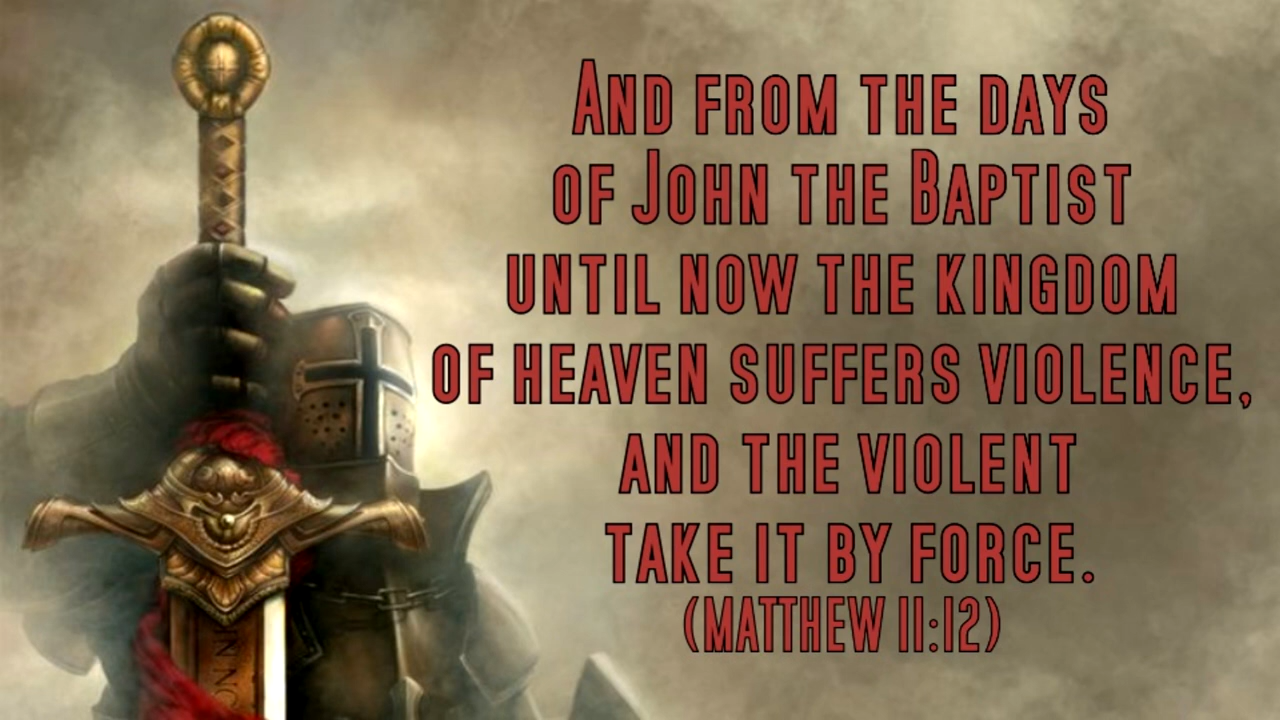 And from the days
of John the Baptist
until now the kingdom
of heaven suffers violence,
and the violent
take it by force.
(Matthew 11:12)